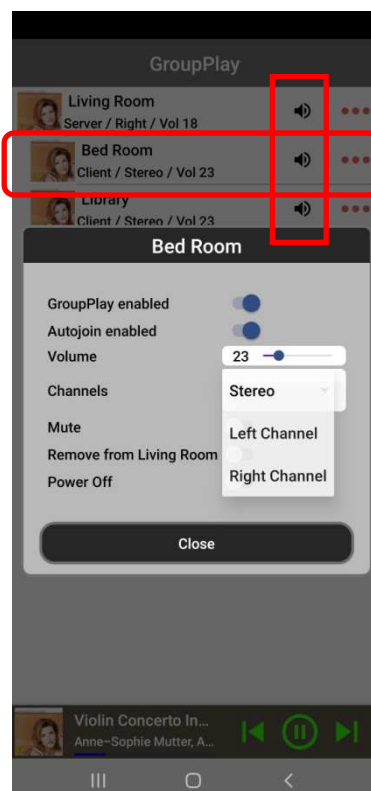 GroupPlay
Living Room
Server / Right / Vol 18
Bed Room
Client / Stereo / Vol 23
Library
Client / Stereo / Vol 23
Bed Room
GroupPlay enabled
Autojoin enabled
Volume 23
Channels Stereo
Mute Left Channel
Remove from Living Room
Power Off Right Channel
Close
Violin Concerto In...
Anne-Sophie Mutter, A...